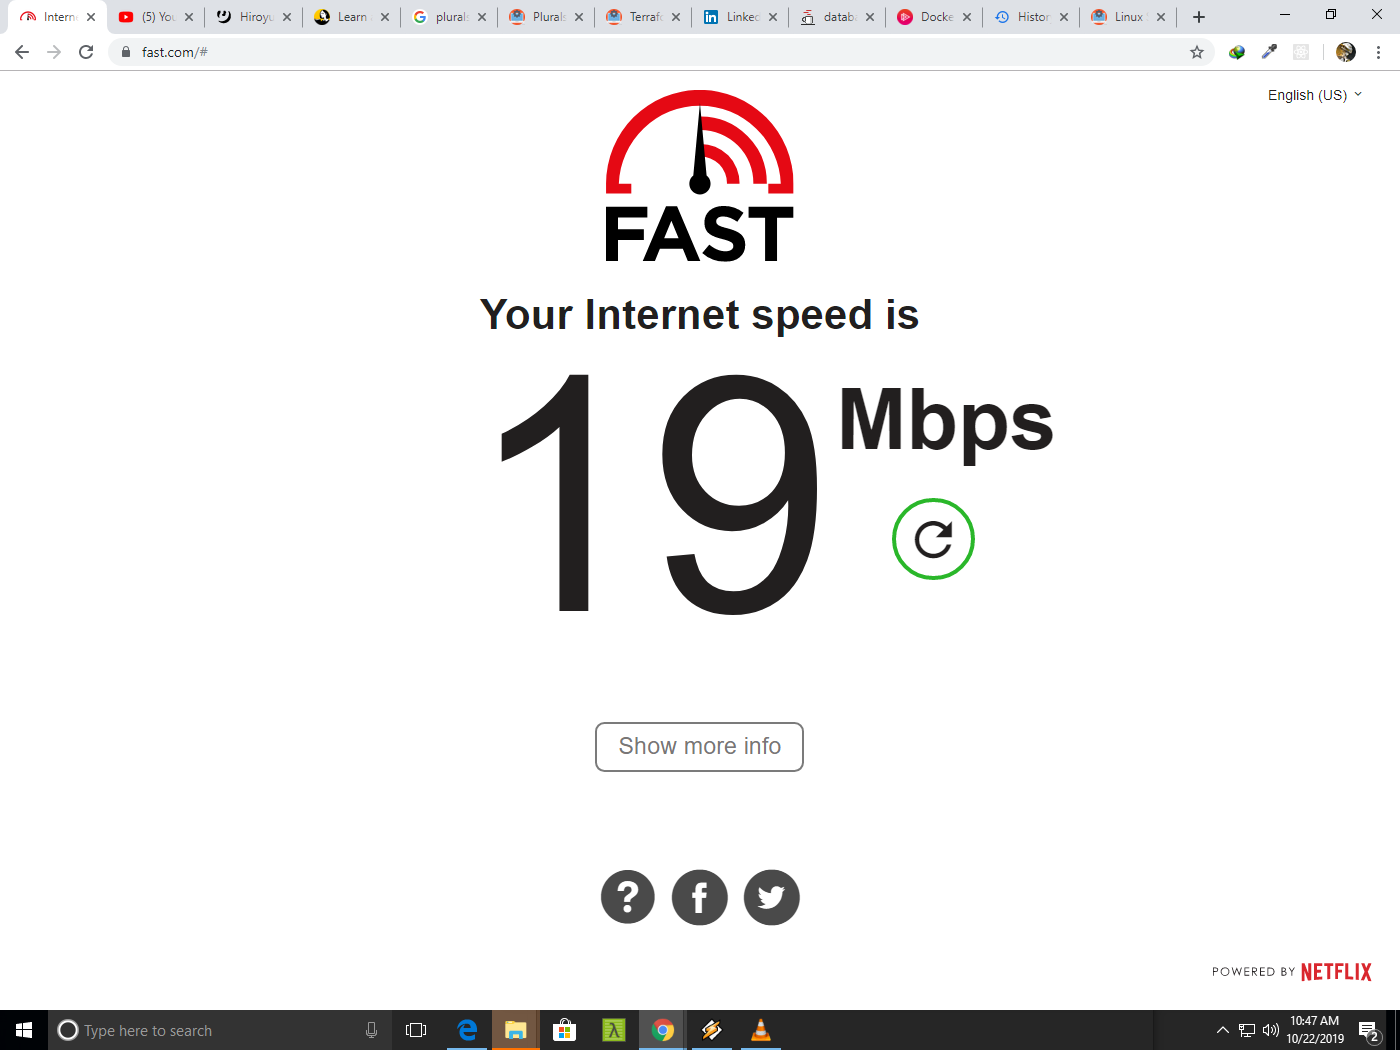 Intern
(5) You
Hiroyu
Learn
plurals
Plurals
Terrafo
Linked
databa
Docke
Histor
Linux
fast.com/#
English (US)
FAST
Your Internet speed is
19 Mbps
Show more info
POWERED BY NETFLIX
Type here to search
10:47 AM
10/22/2019
2